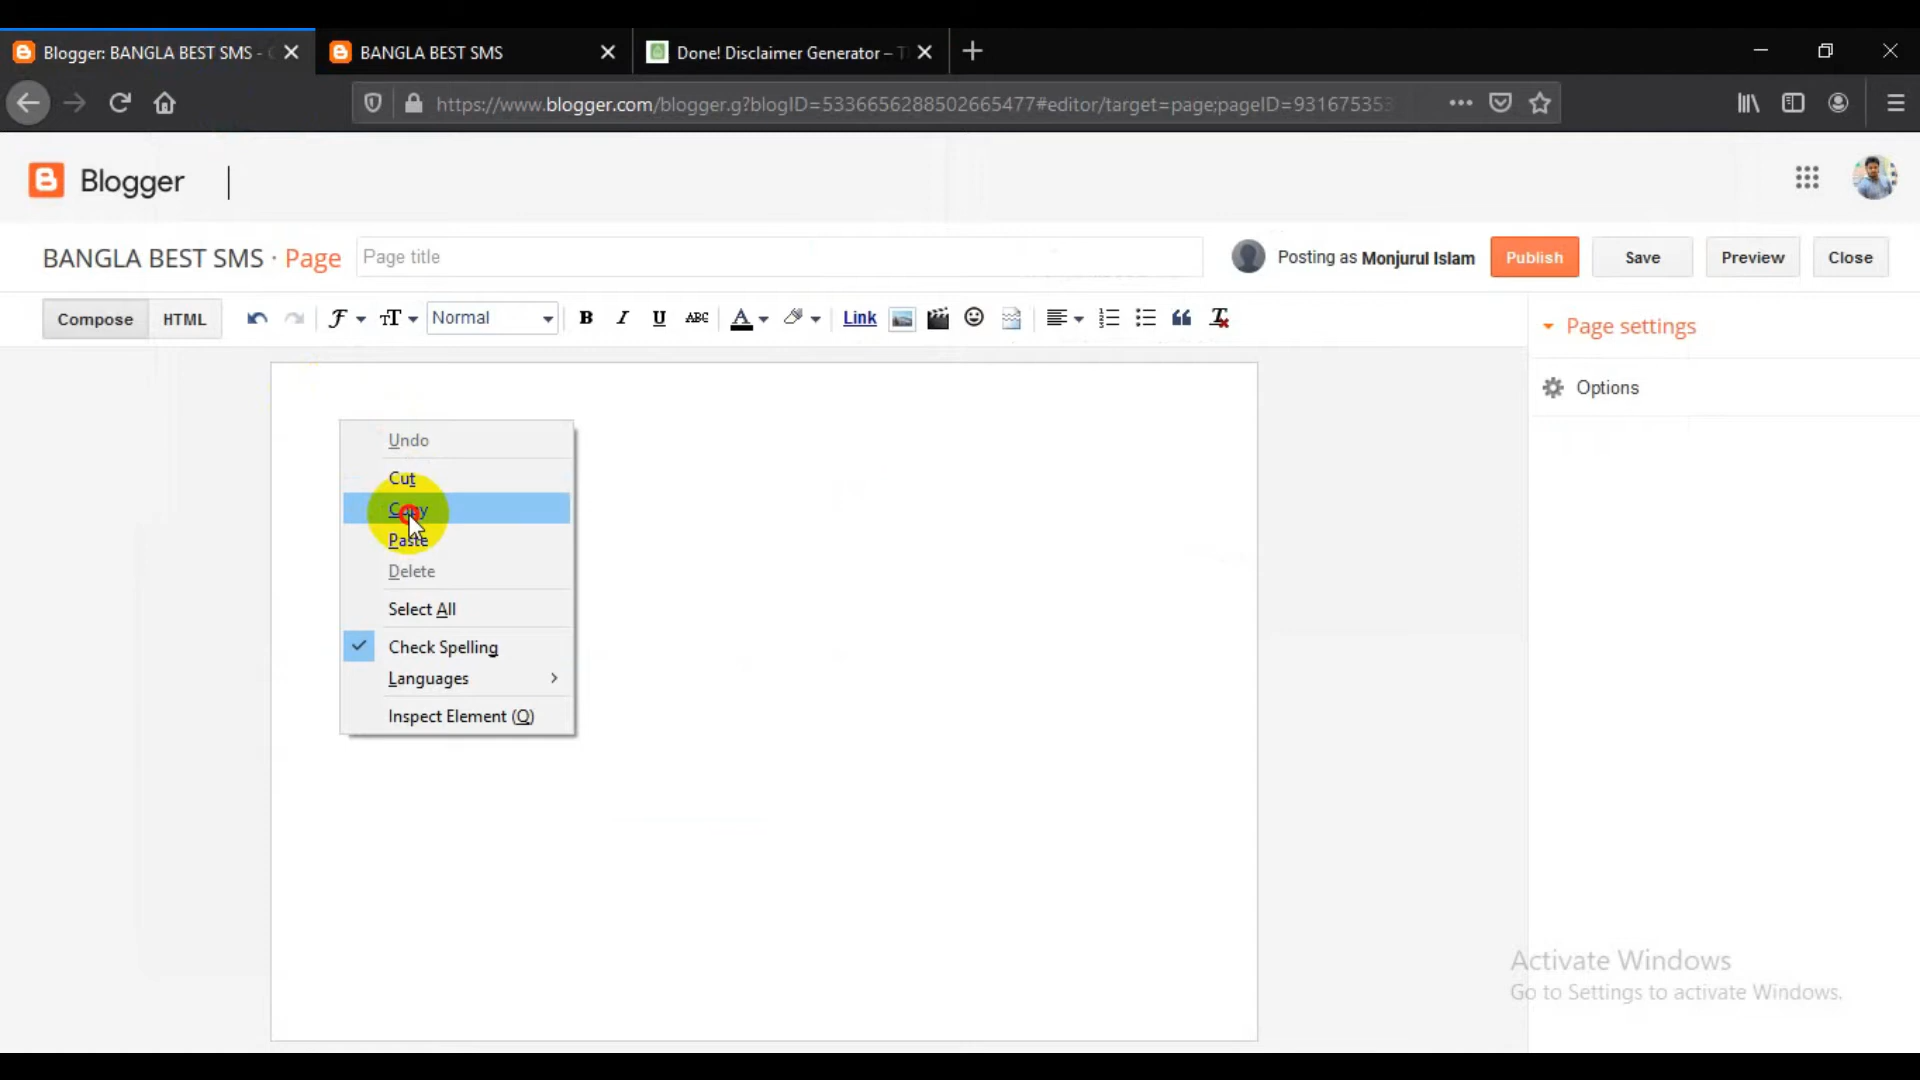 Blogger: BANGLA BEST SMS -
BANGLA BEST SMS
Done! Disclaimer Generator – T
https://www.blogger.com/blogger.g?blogID=5336656288502665477#editor/target=page;pageID=93167535
Blogger
BANGLA BEST SMS · Page
Page title
Posting as Monjurul Islam
Publish
Save
Preview
Close
Compose
HTML
Normal
B I U ABC A
Link
Page settings
Options
Undo
Cut
Copy
Paste
Delete
Select All
Check Spelling
Languages
Inspect Element (Q)
Activate Windows
Go to Settings to activate Windows.